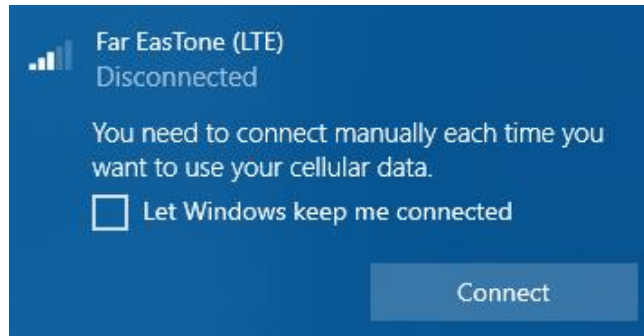 Far EasTone (LTE)
Disconnected
You need to connect manually each time you
want to use your cellular data.
Let Windows keep me connected
Connect